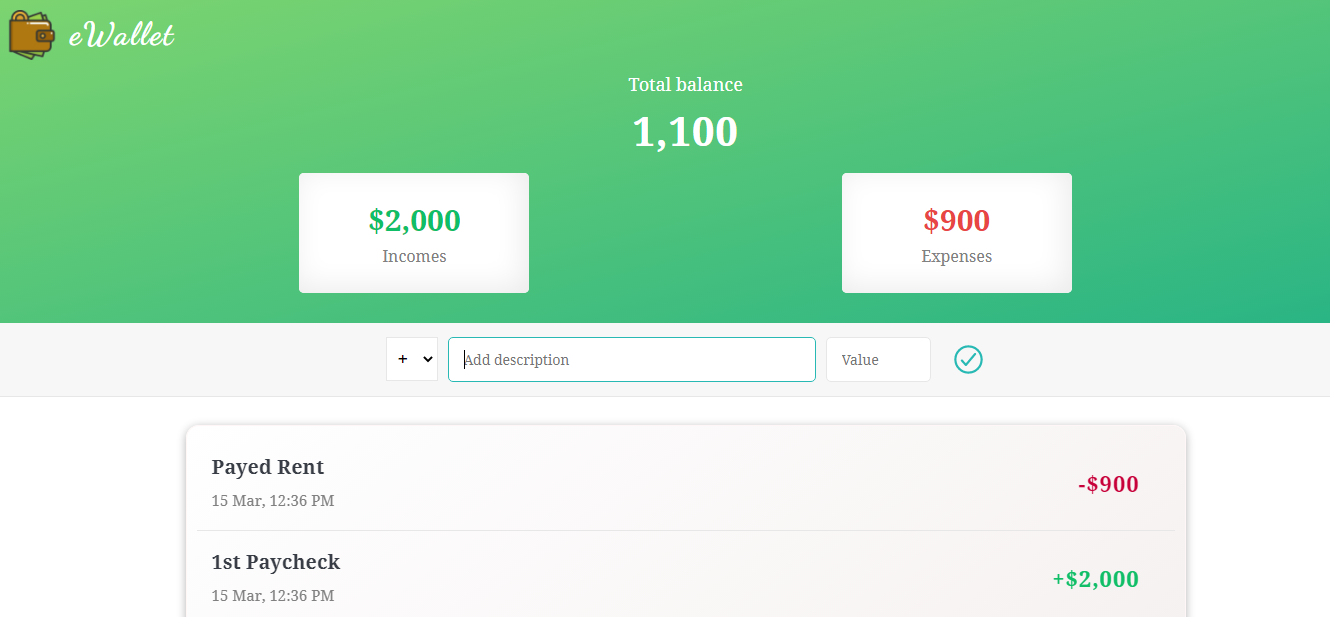 eWallet
Total balance
1,100
$2,000
Incomes
$900
Expenses
+
Add description
Value
Payed Rent
15 Mar, 12:36 PM
-$900
1st Paycheck
15 Mar, 12:36 PM
+$2,000